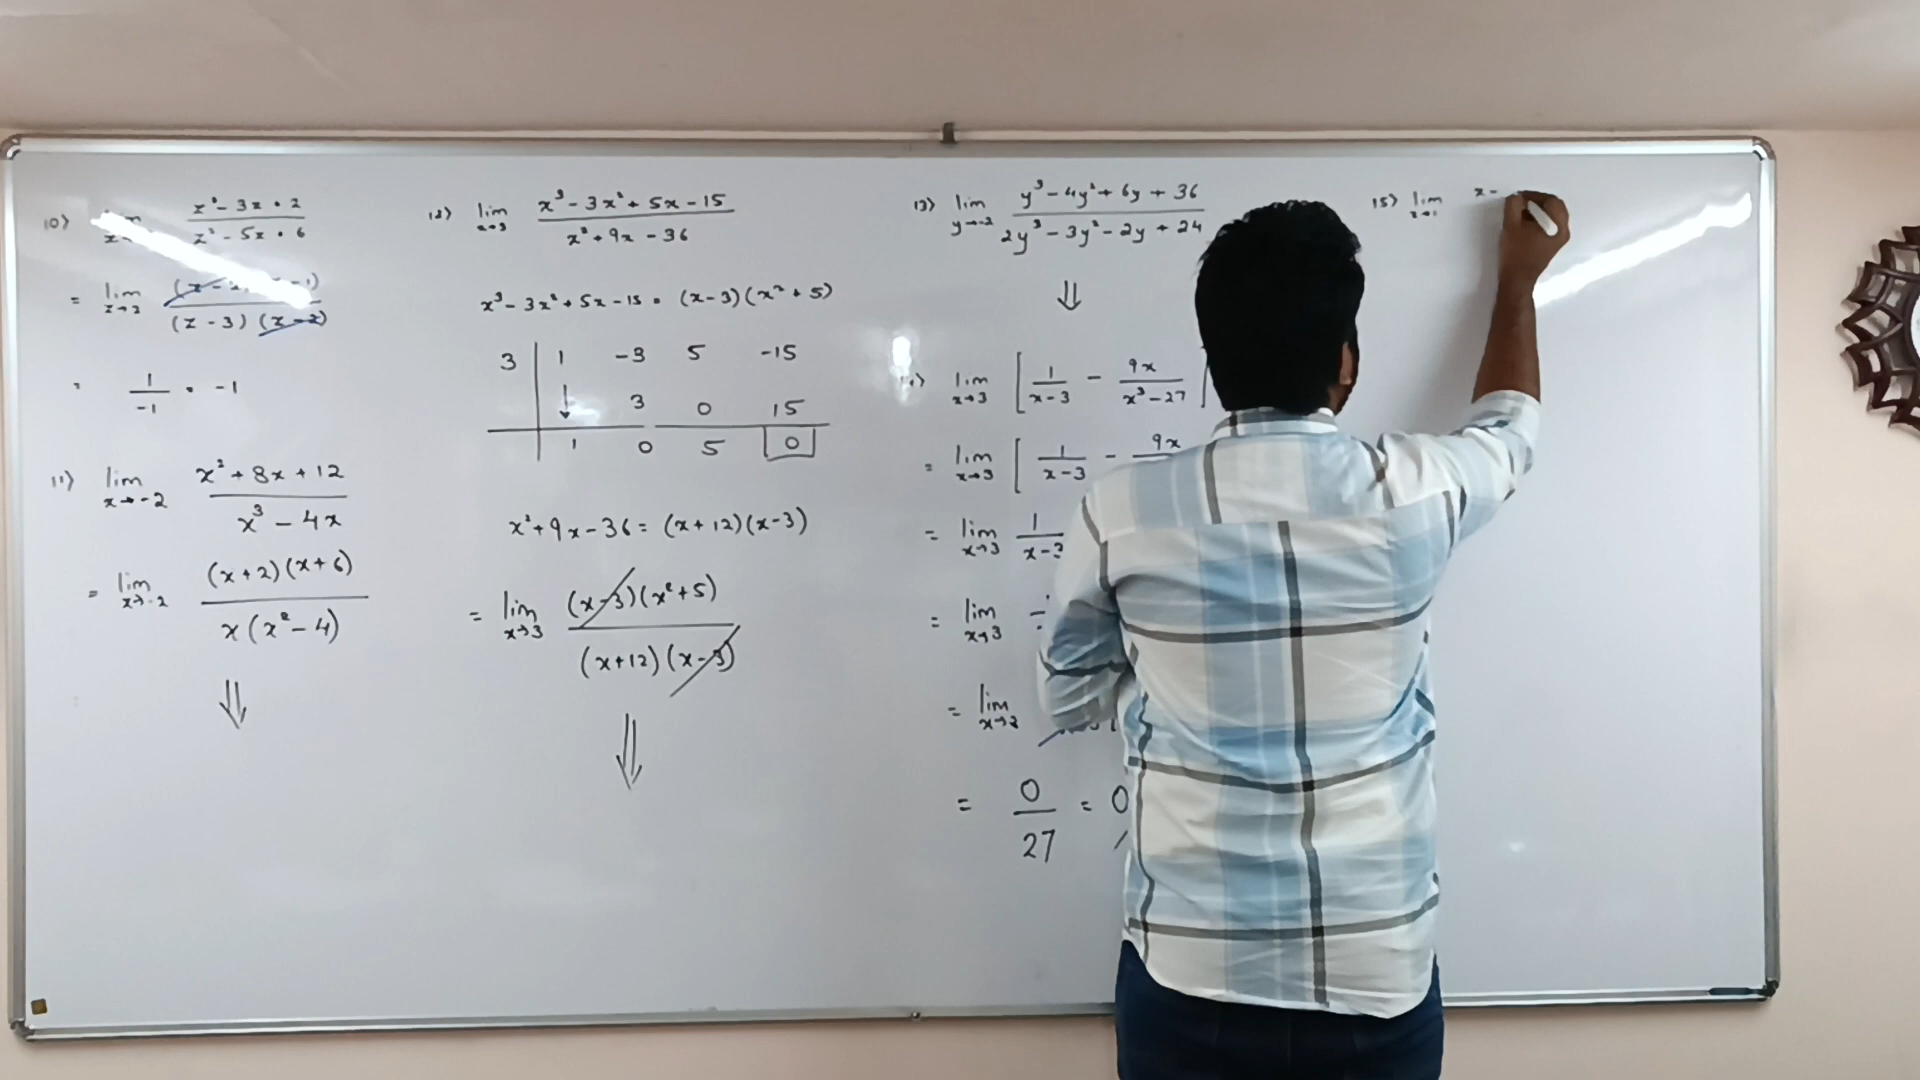 10) z² - 3z + 2
z² - 5z + 6
= lim
z→2
(z - 3) (z - 2)
= 1/-1 = -1
11) lim x→-2 x² + 8x + 12
x³ - 4x
= lim x→-2 (x+2)(x+6)
x(x² - 4)
⇓
12) lim x→3 x³ - 3x² + 5x - 15
x² + 9x - 36
x³ - 3x² + 5x - 15 = (x-3)(x² + 5)
3 | 1 -3 5 -15
↓ 3 0 15
1 0 5 0
x² + 9x - 36 = (x+12)(x-3)
= lim x→3 (x-3)(x²+5)
(x+12)(x-3)
⇓
13) lim y→-2 y³ - 4y² + 6y + 36
2y³ - 3y² - 2y + 24
⇓
lim x→3 [ 1/(x-3) - 9x/(x³-27) ]
= lim x→3 [ 1/(x-3) - 9x
= lim x→3 1/x-3
= lim x→3
= lim
= 0/27 = 0
15) lim x -